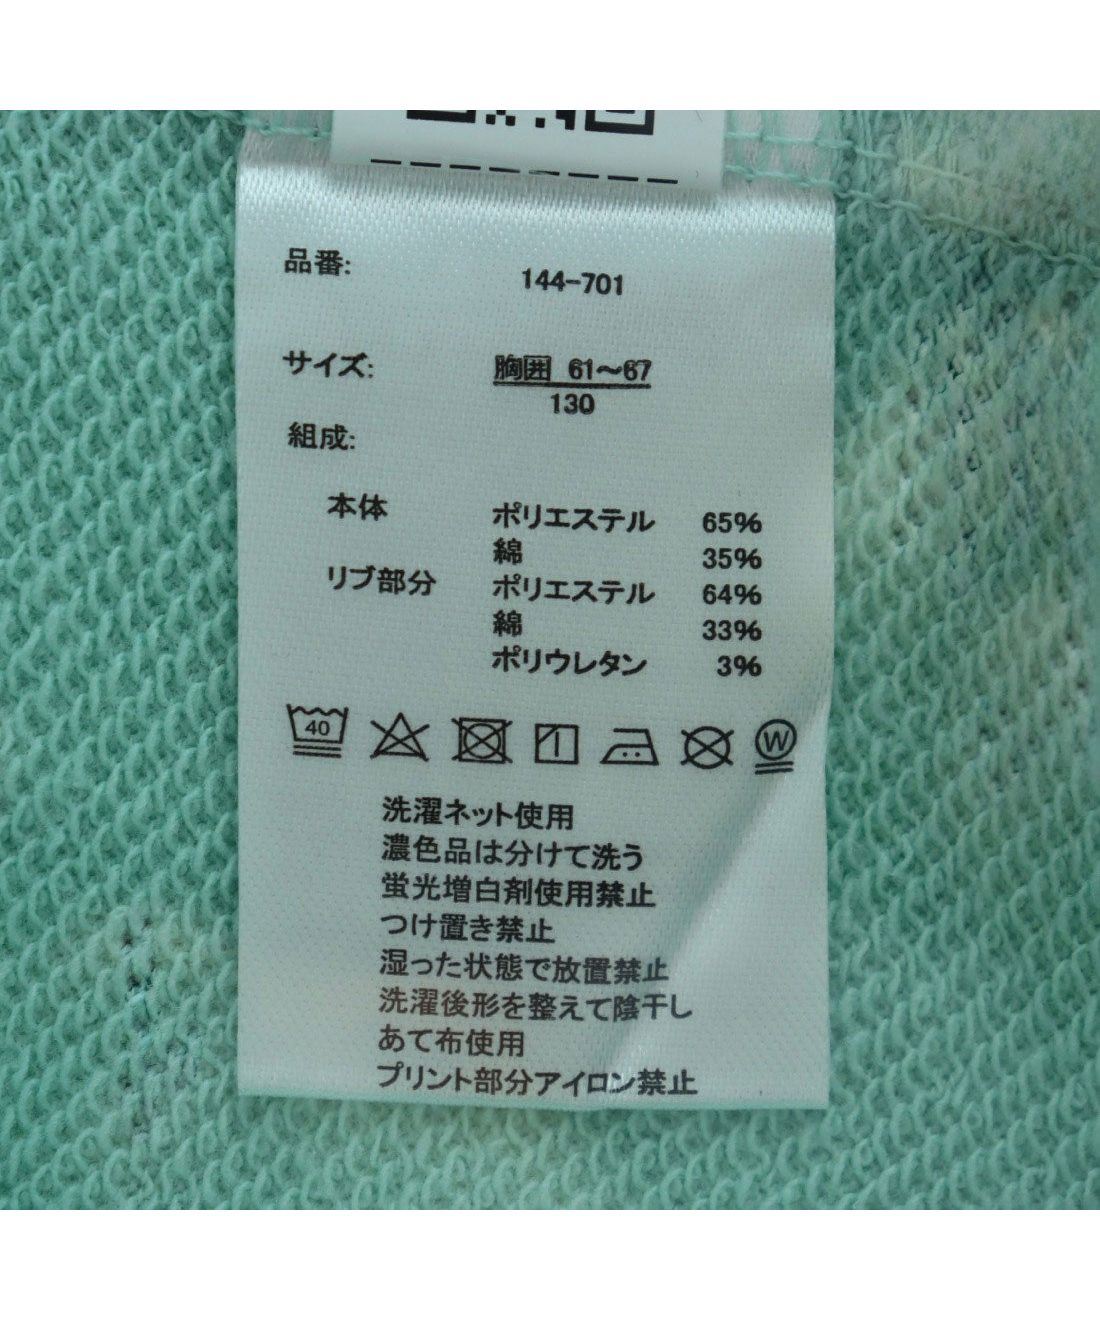 品番: 144-701
サイズ: 胸囲 61～67
130
組成:
本体 ポリエステル 65%
綿 35%
リブ部分 ポリエステル 64%
綿 33%
ポリウレタン 3%
40 W
洗濯ネット使用
濃色品は分けて洗う
蛍光増白剤使用禁止
つけ置き禁止
湿った状態で放置禁止
洗濯後形を整えて陰干し
あて布使用
プリント部分アイロン禁止